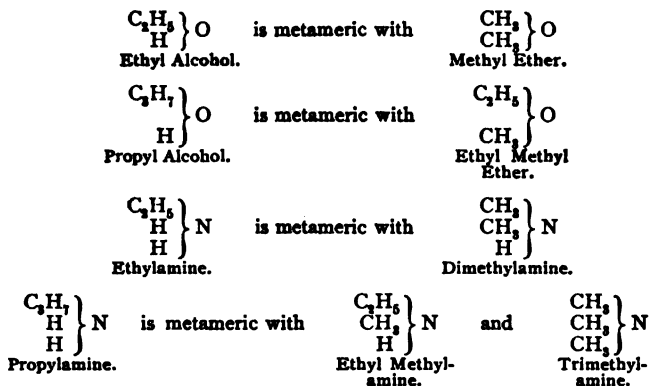 C₂H₅ } O is metameric with CH₃ } O
H CH₃
Ethyl Alcohol. Methyl Ether.
C₃H₇ } O is metameric with C₂H₅ } O
H CH₃
Propyl Alcohol. Ethyl Methyl
Ether.
C₂H₅ CH₃
H } N is metameric with CH₃ } N
H H
Ethylamine. Dimethylamine.
C₃H₇ C₂H₅ CH₃
H } N is metameric with CH₃ } N and CH₃ } N
H H CH₃
Propylamine. Ethyl Methyl- Trimethyl-
amine. amine.